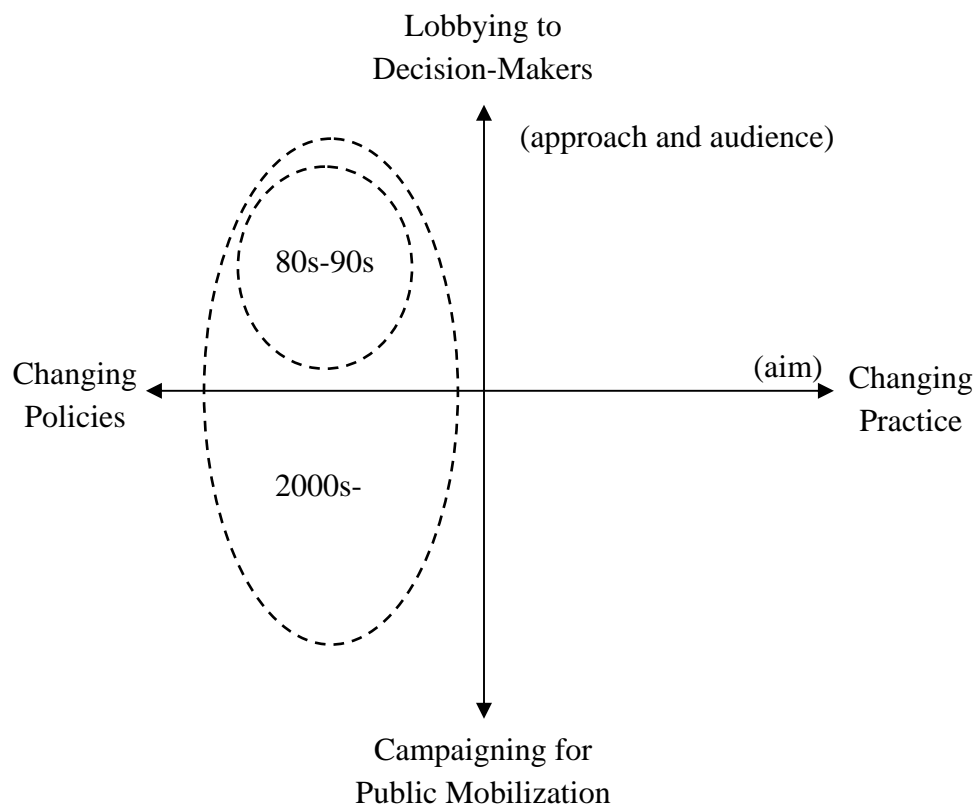 Lobbying to
Decision-Makers
(approach and audience)
80s-90s
(aim)
Changing
Policies
Changing
Practice
2000s-
Campaigning for
Public Mobilization